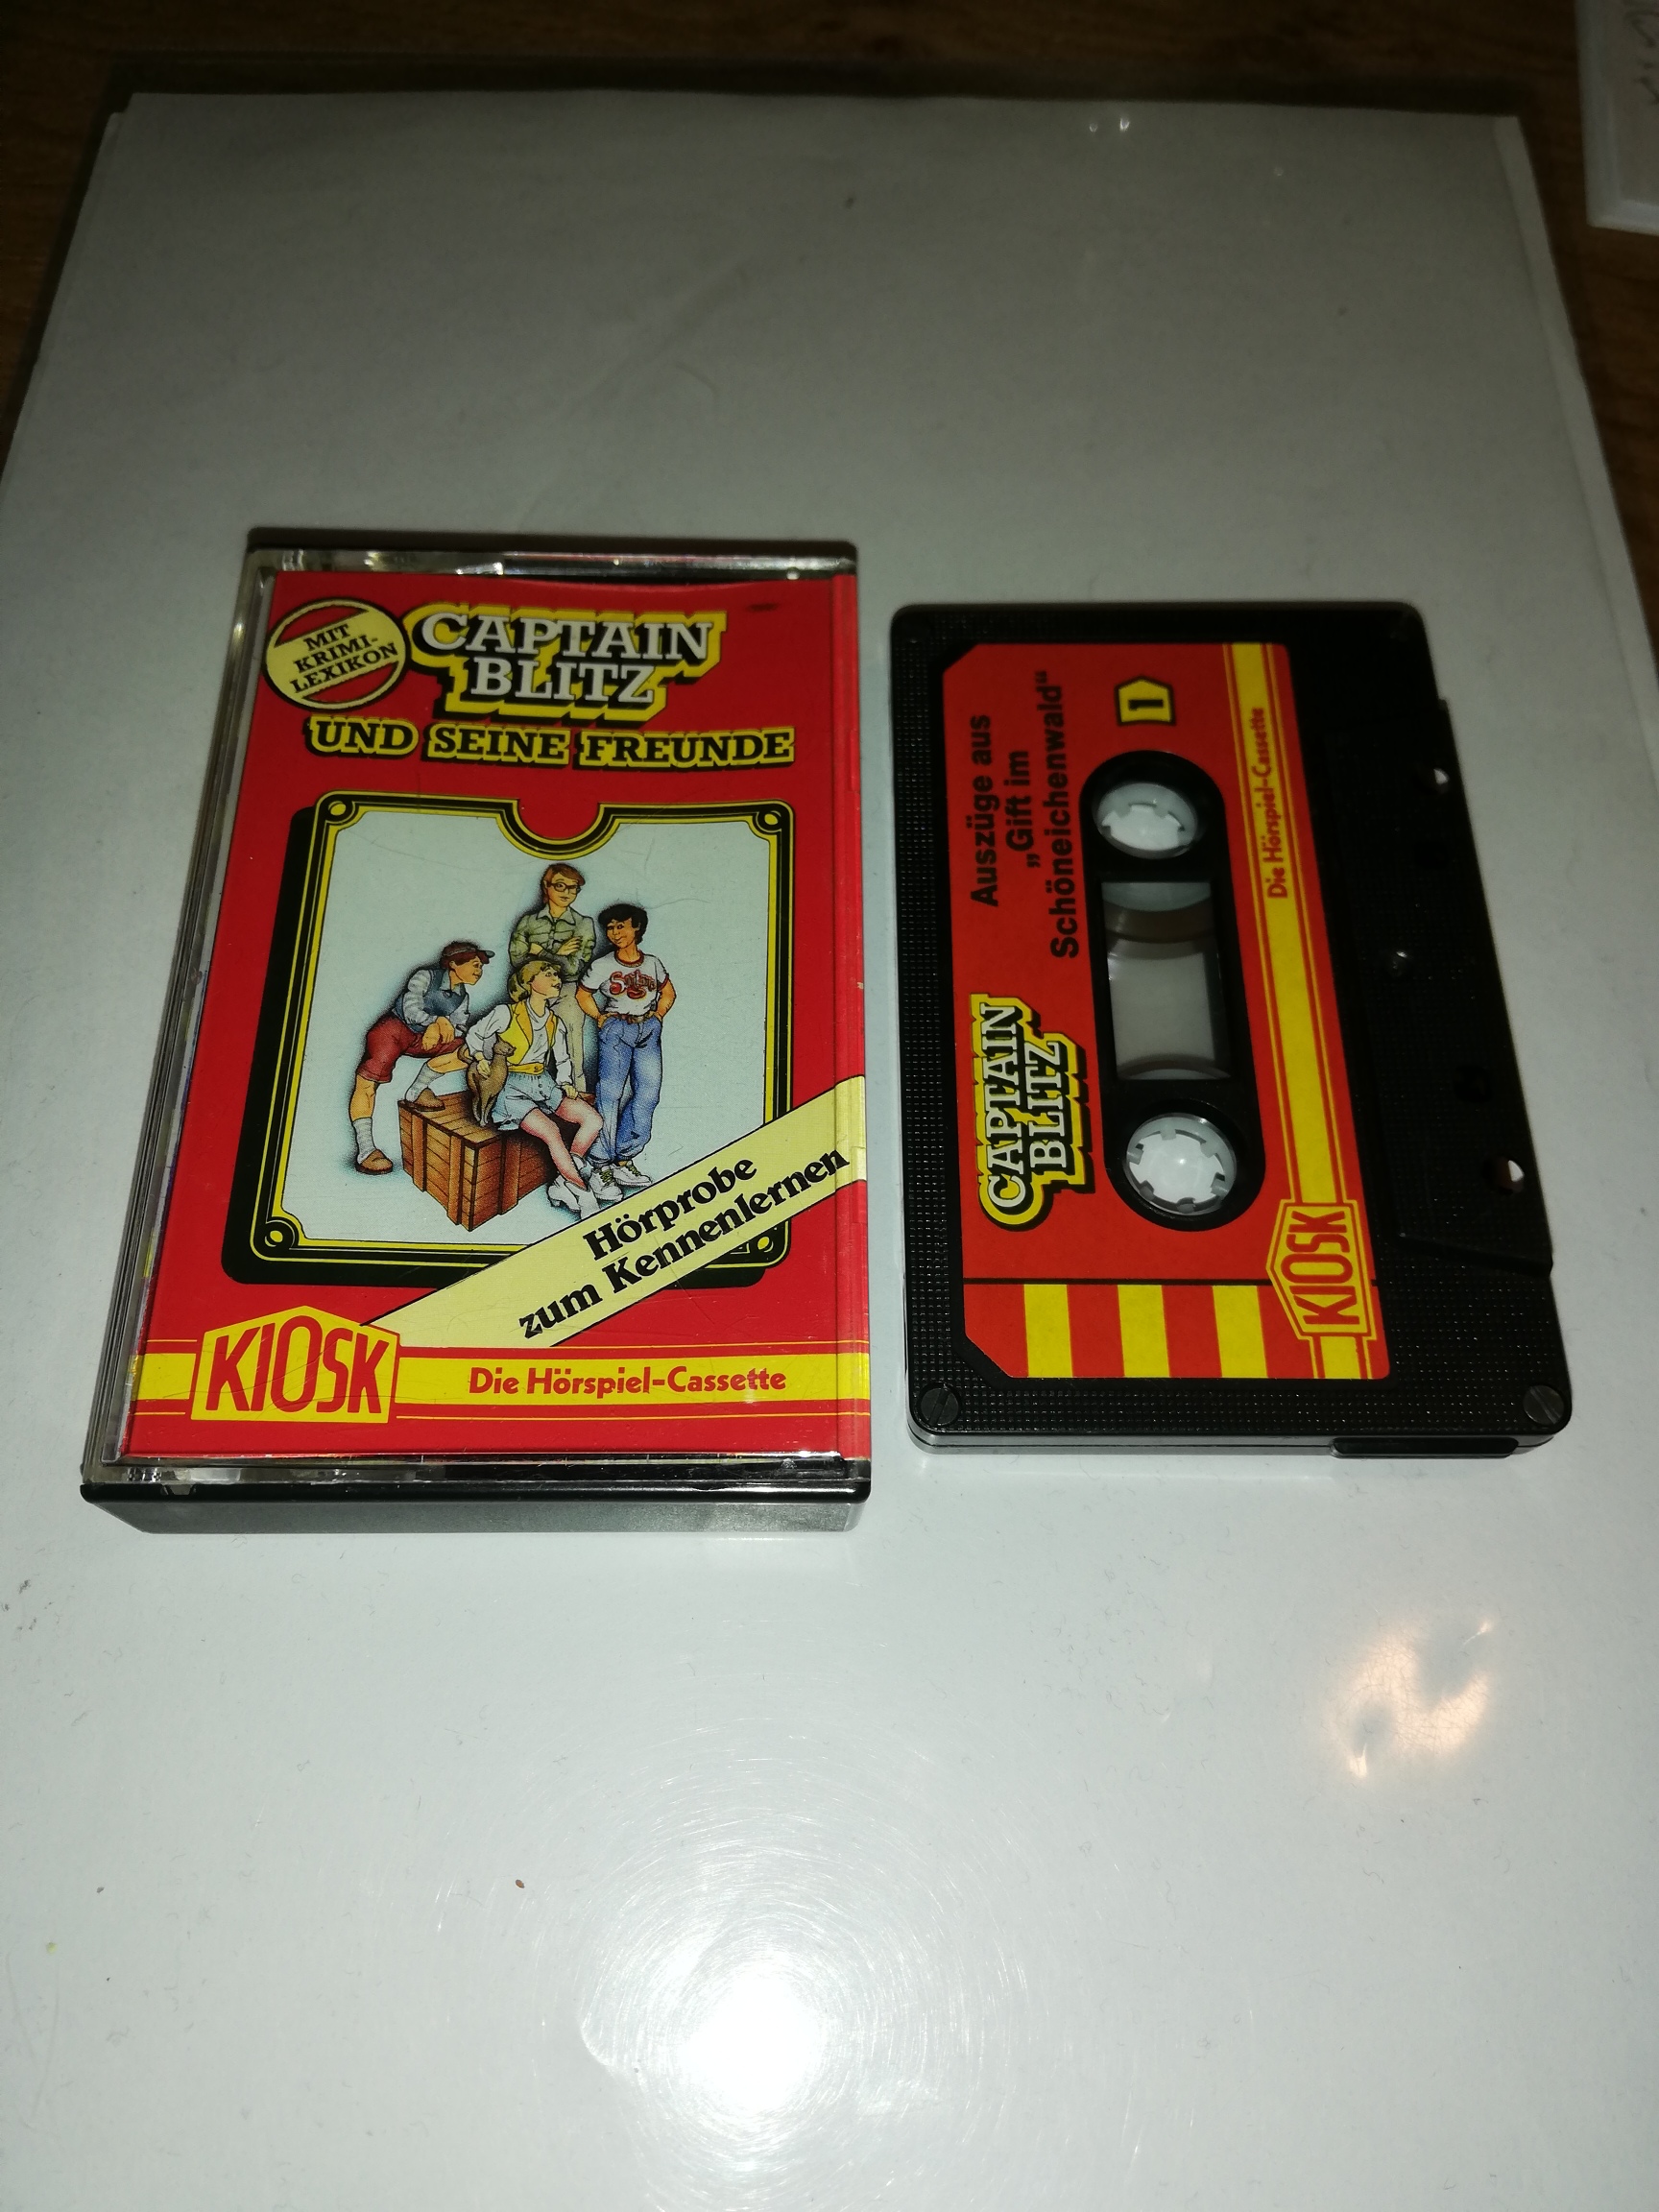 MIT
KRIMI-
LEXIKON
CAPTAIN
BLITZ
UND SEINE FREUNDE
Hörprobe
zum Kennenlernen
KIOSK
Die Hörspiel-Cassette
CAPTAIN
BLITZ
Auszüge aus
„Gift im
Schöneichenwald“
1
KIOSK
Die Hörspiel-Cassette